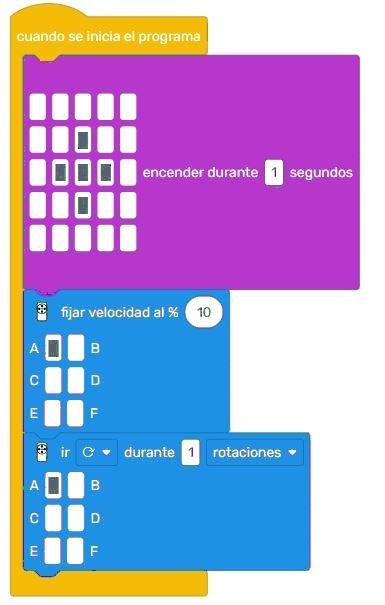 cuando se inicia el programa
encender durante 1 segundos
fijar velocidad al % 10
A B
C D
E F
ir durante 1 rotaciones
A B
C D
E F